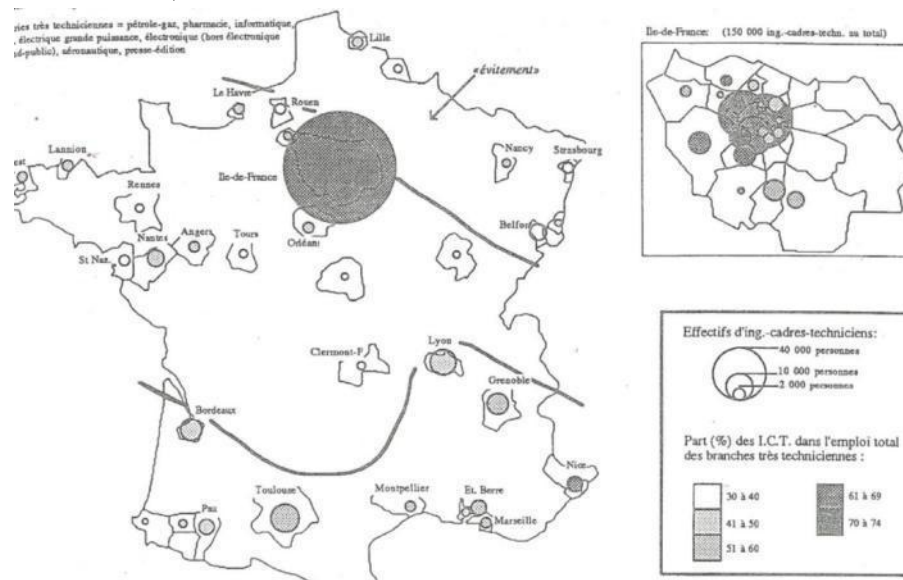 ries très techniciennes = pétrole-gaz, pharmacie, informatique,
, électrique grande puissance, électronique (hors électronique
nd-public), aéronautique, presse-édition
Lille
«évitement»
Le Havre
Rouen
Lannion
est
Ile-de-France
Nancy
Strasbourg
Rennes
Nantes
Angers
Tours
Orléans
Belfort
St Naz.
Clermont-F
Lyon
Grenoble
Bordeaux
Nice
Toulouse
Montpellier
Et. Berre
Pau
Marseille
Ile-de-France: (150 000 ing.-cadres-techn. au total)
Effectifs d'ing.-cadres-techniciens:
40 000 personnes
10 000 personnes
2 000 personnes
Part (%) des I.C.T. dans l'emploi total
des branches très techniciennes :
30 à 40
41 à 50
51 à 60
61 à 69
70 à 74